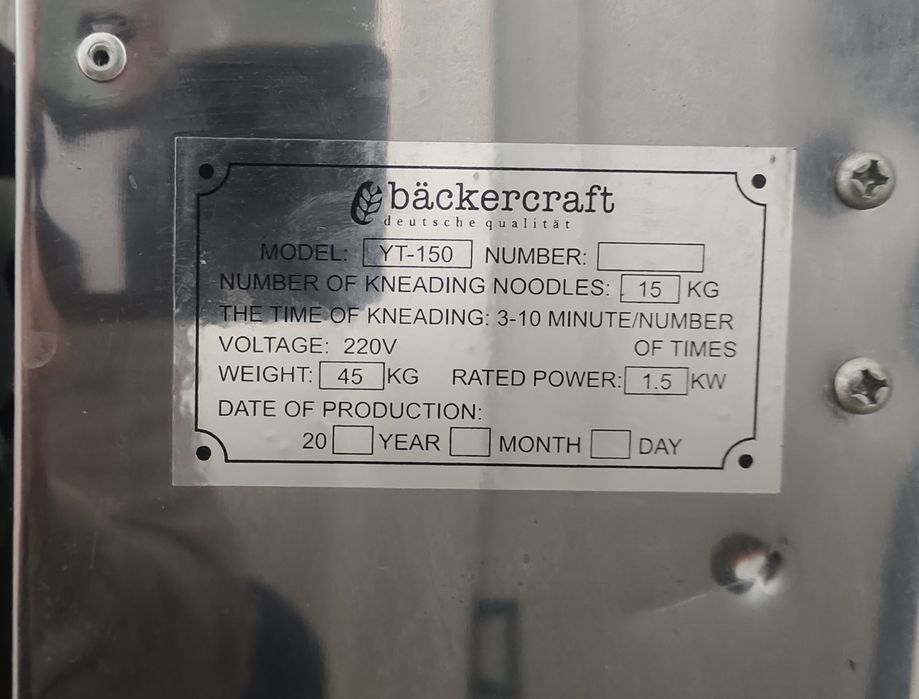 bäckercraft
deutsche qualität
MODEL: YT-150 NUMBER:
NUMBER OF KNEADING NOODLES: 15 KG
THE TIME OF KNEADING: 3-10 MINUTE/NUMBER
VOLTAGE: 220V OF TIMES
WEIGHT: 45 KG RATED POWER: 1.5 KW
DATE OF PRODUCTION:
20 YEAR MONTH DAY